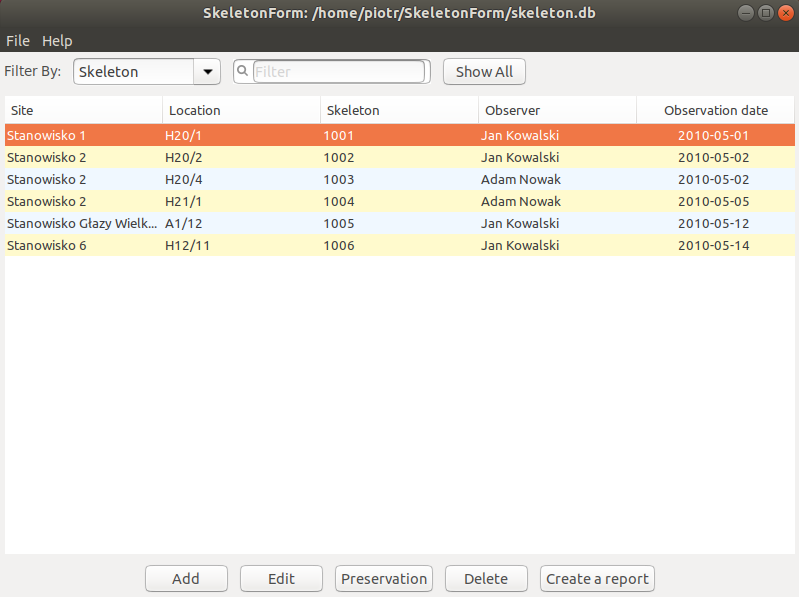 SkeletonForm: /home/piotr/SkeletonForm/skeleton.db
File Help
Filter By: Skeleton Filter Show All
Site Location Skeleton Observer Observation date
Stanowisko 1 H20/1 1001 Jan Kowalski 2010-05-01
Stanowisko 2 H20/2 1002 Jan Kowalski 2010-05-02
Stanowisko 2 H20/4 1003 Adam Nowak 2010-05-02
Stanowisko 2 H21/1 1004 Adam Nowak 2010-05-05
Stanowisko Głazy Wielk... A1/12 1005 Jan Kowalski 2010-05-12
Stanowisko 6 H12/11 1006 Jan Kowalski 2010-05-14
Add Edit Preservation Delete Create a report